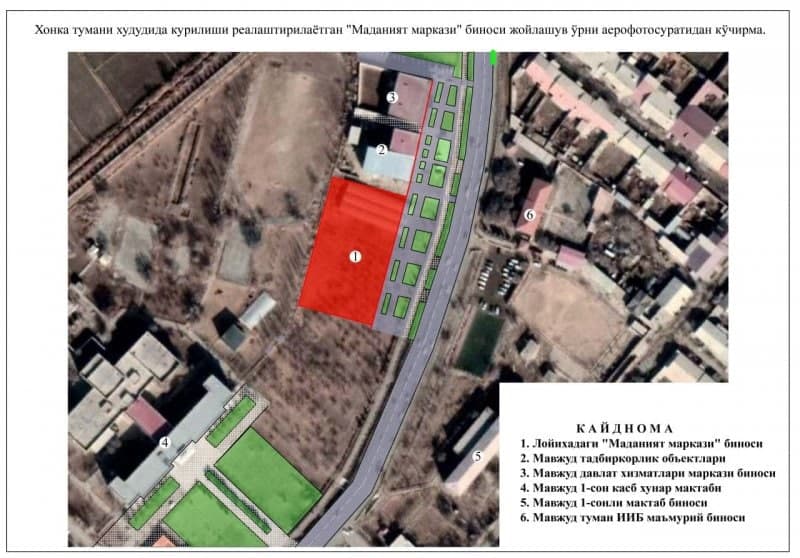 Хонка тумани худудида курилиши реалаштирилаётган "Маданият маркази" биноси жойлашув ўрни аерофотосуратидан кўчирма.
3
2
6
1
4
5
КАЙДНОМА
1. Лойихадаги "Маданият маркази" биноси
2. Мавжуд тадбиркорлик объектлари
3. Мавжуд давлат хизматлари маркази биноси
4. Мавжуд 1-сон касб хунар мактаби
5. Мавжуд 1-сонли мактаб биноси
6. Мавжуд туман ИИБ маъмурий биноси